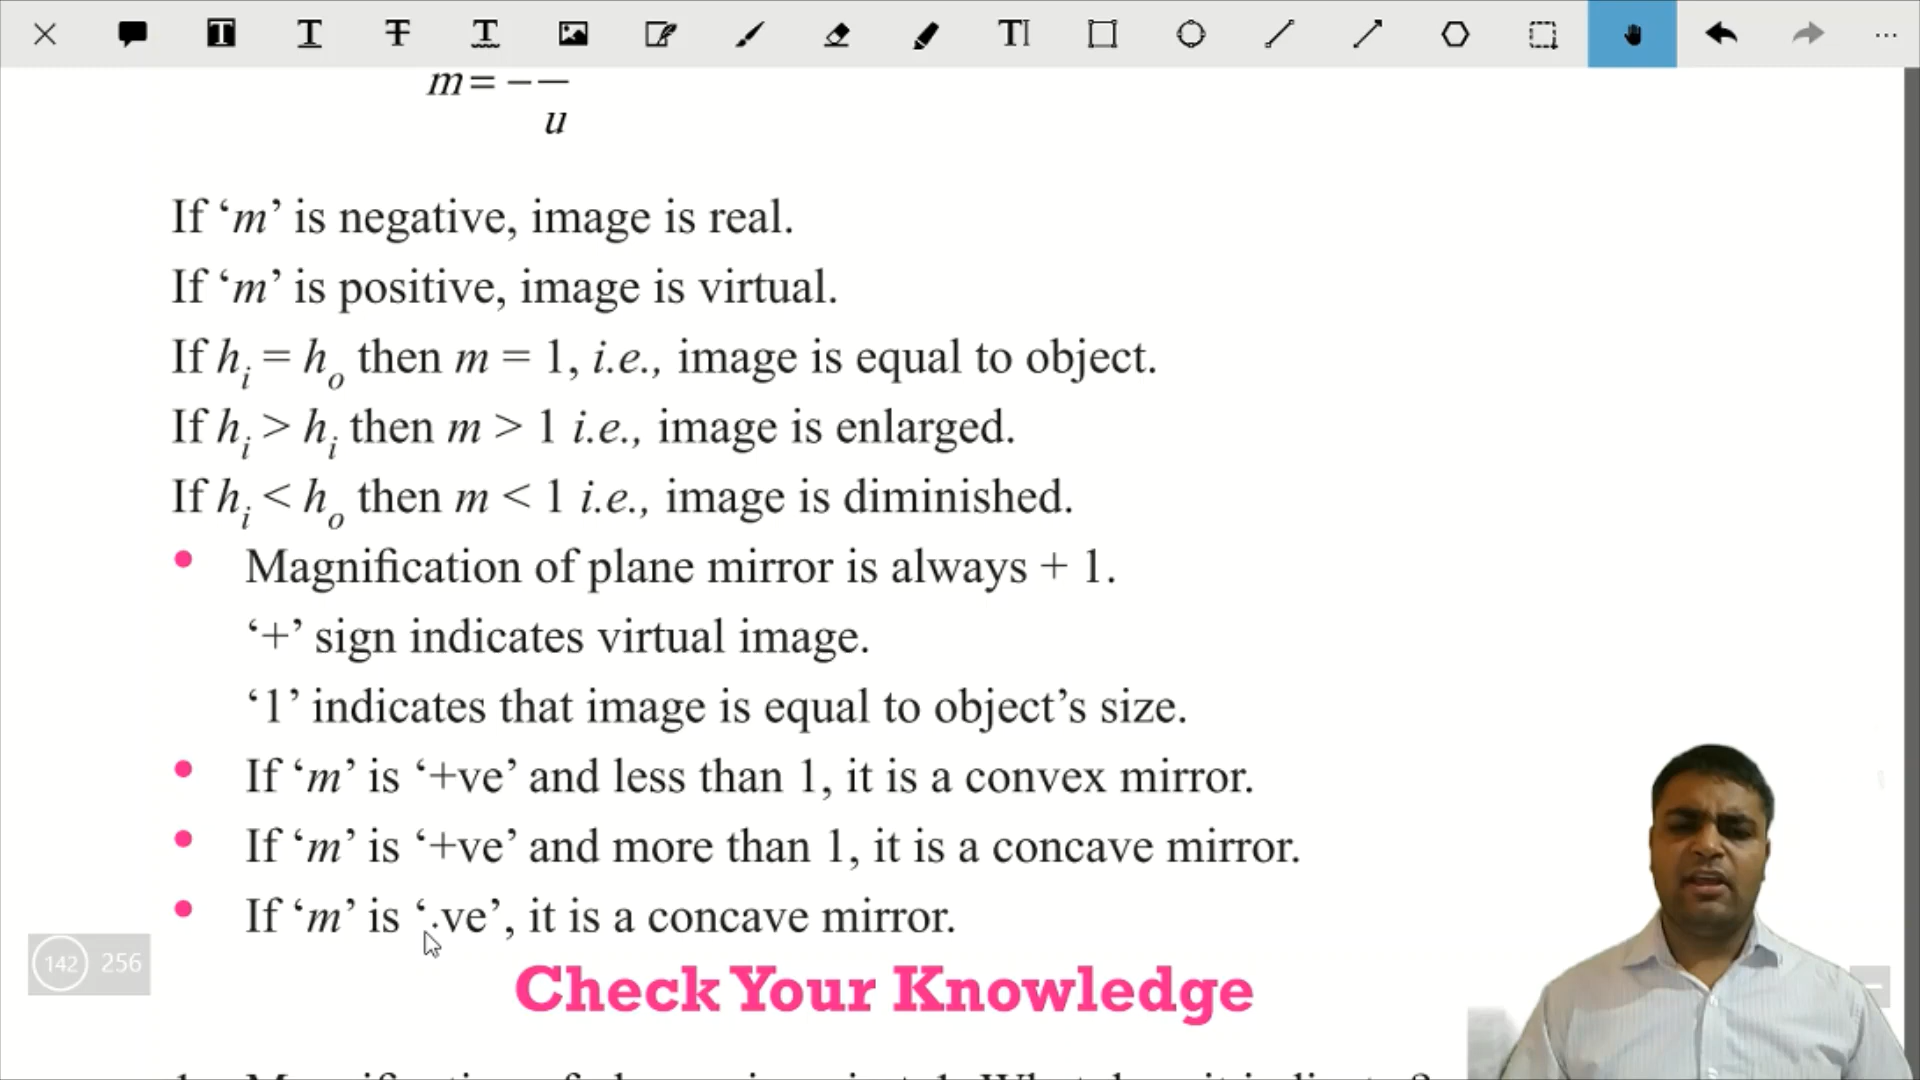 m = −—
u
If ‘m’ is negative, image is real.
If ‘m’ is positive, image is virtual.
If hᵢ = hₒ then m = 1, i.e., image is equal to object.
If hᵢ > hᵢ then m > 1 i.e., image is enlarged.
If hᵢ < hₒ then m < 1 i.e., image is diminished.
• Magnification of plane mirror is always + 1.
‘+’ sign indicates virtual image.
‘1’ indicates that image is equal to object’s size.
• If ‘m’ is ‘+ve’ and less than 1, it is a convex mirror.
• If ‘m’ is ‘+ve’ and more than 1, it is a concave mirror.
• If ‘m’ is ‘-ve’, it is a concave mirror.
142 256
Check Your Knowledge